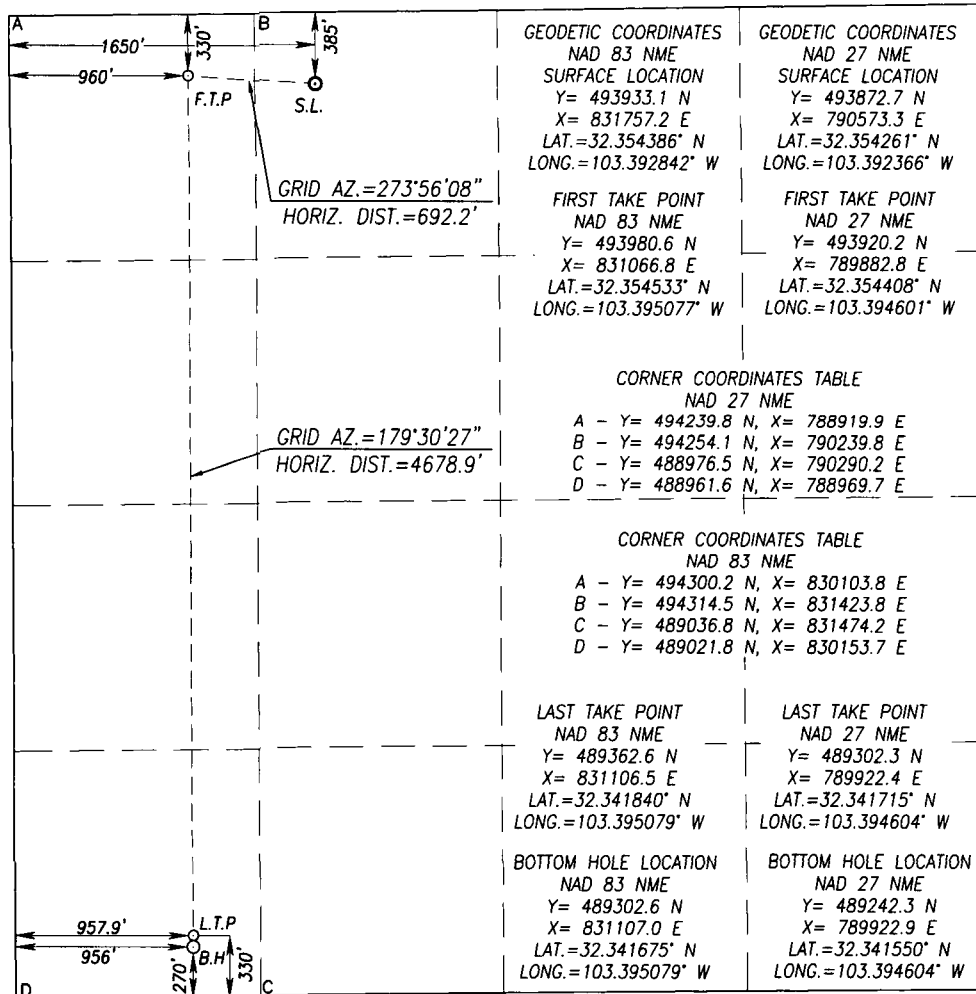 A
B
1650'
330'
385'
960'
F.T.P
S.L.
GRID AZ.=273°56'08"
HORIZ. DIST.=692.2'
GRID AZ.=179°30'27"
HORIZ. DIST.=4678.9'
957.9'
L.T.P
956'
B.H
270'
330'
D
C
GEODETIC COORDINATES
NAD 83 NME
SURFACE LOCATION
Y= 493933.1 N
X= 831757.2 E
LAT.=32.354386° N
LONG.=103.392842° W
FIRST TAKE POINT
NAD 83 NME
Y= 493980.6 N
X= 831066.8 E
LAT.=32.354533° N
LONG.=103.395077° W
GEODETIC COORDINATES
NAD 27 NME
SURFACE LOCATION
Y= 493872.7 N
X= 790573.3 E
LAT.=32.354261° N
LONG.=103.392366° W
FIRST TAKE POINT
NAD 27 NME
Y= 493920.2 N
X= 789882.8 E
LAT.=32.354408° N
LONG.=103.394601° W
CORNER COORDINATES TABLE
NAD 27 NME
A - Y= 494239.8 N, X= 788919.9 E
B - Y= 494254.1 N, X= 790239.8 E
C - Y= 488976.5 N, X= 790290.2 E
D - Y= 488961.6 N, X= 788969.7 E
CORNER COORDINATES TABLE
NAD 83 NME
A - Y= 494300.2 N, X= 830103.8 E
B - Y= 494314.5 N, X= 831423.8 E
C - Y= 489036.8 N, X= 831474.2 E
D - Y= 489021.8 N, X= 830153.7 E
LAST TAKE POINT
NAD 83 NME
Y= 489362.6 N
X= 831106.5 E
LAT.=32.341840° N
LONG.=103.395079° W
BOTTOM HOLE LOCATION
NAD 83 NME
Y= 489302.6 N
X= 831107.0 E
LAT.=32.341675° N
LONG.=103.395079° W
LAST TAKE POINT
NAD 27 NME
Y= 489302.3 N
X= 789922.4 E
LAT.=32.341715° N
LONG.=103.394604° W
BOTTOM HOLE LOCATION
NAD 27 NME
Y= 489242.3 N
X= 789922.9 E
LAT.=32.341550° N
LONG.=103.394604° W